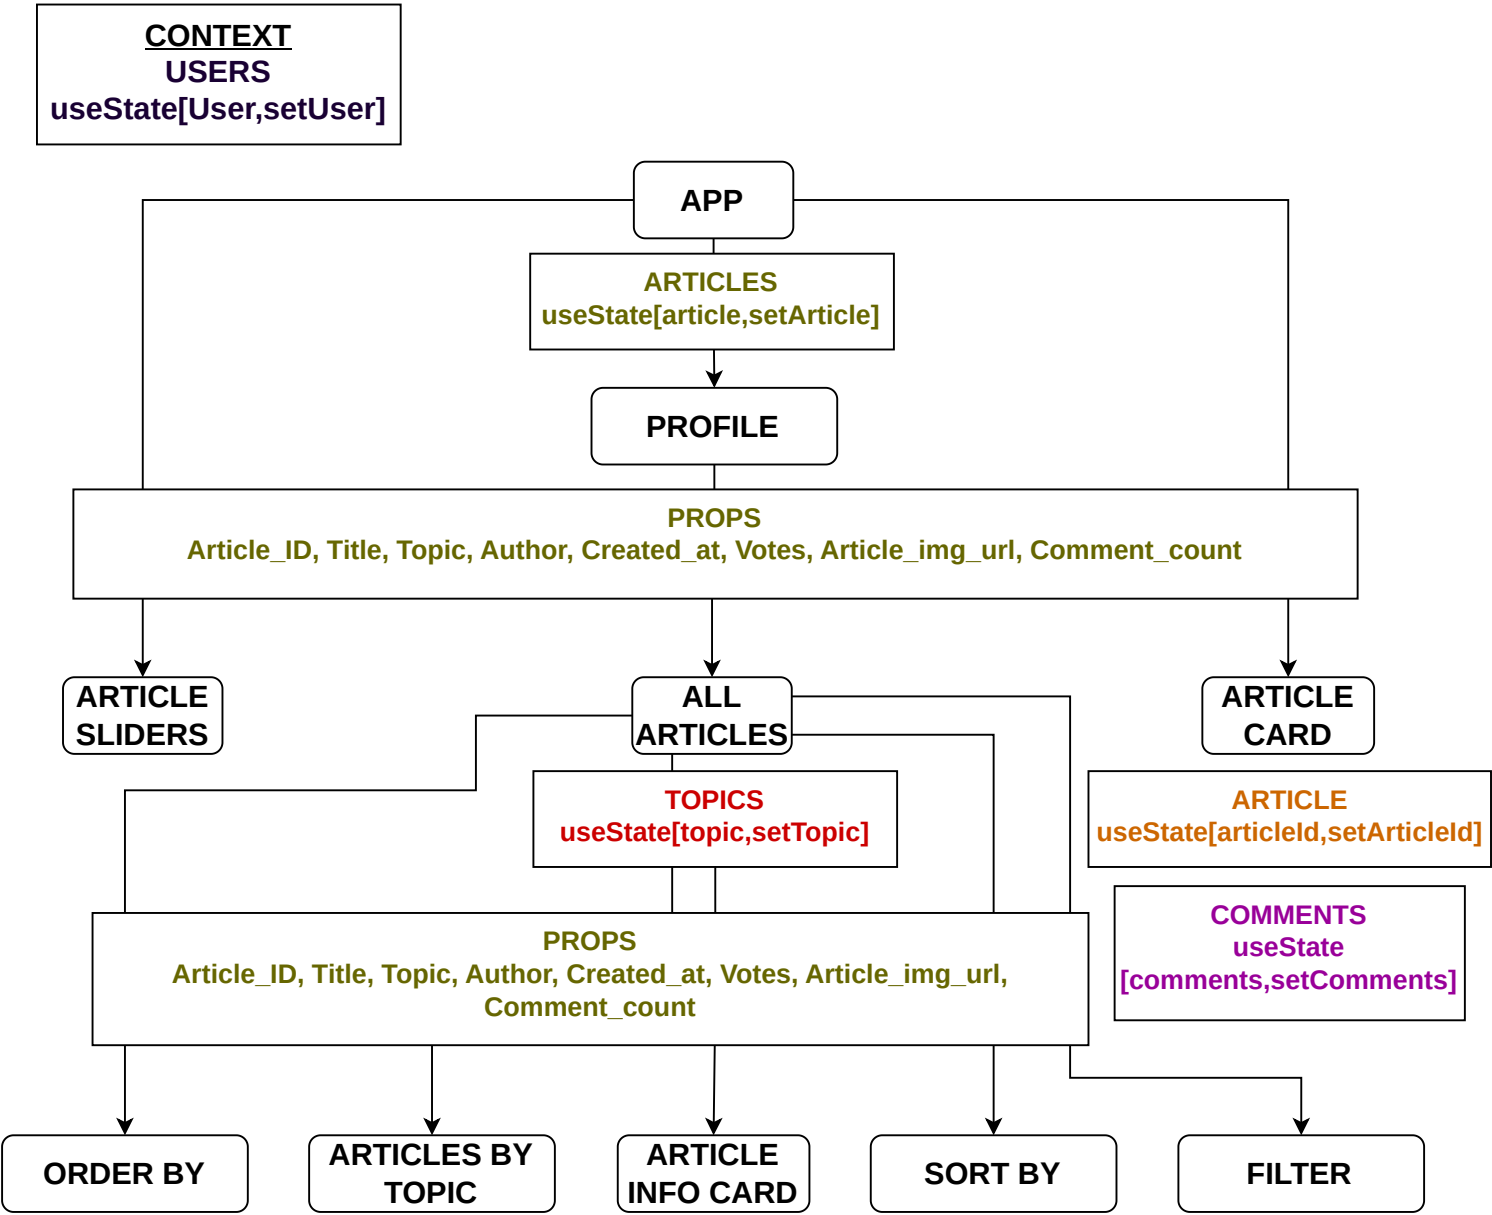 CONTEXT
USERS
useState[User,setUser]
APP
ARTICLES
useState[article,setArticle]
PROFILE
PROPS
Article_ID, Title, Topic, Author, Created_at, Votes, Article_img_url, Comment_count
ARTICLE
SLIDERS
ALL
ARTICLES
ARTICLE
CARD
TOPICS
useState[topic,setTopic]
ARTICLE
useState[articleId,setArticleId]
COMMENTS
useState
[comments,setComments]
PROPS
Article_ID, Title, Topic, Author, Created_at, Votes, Article_img_url,
Comment_count
ORDER BY
ARTICLES BY
TOPIC
ARTICLE
INFO CARD
SORT BY
FILTER